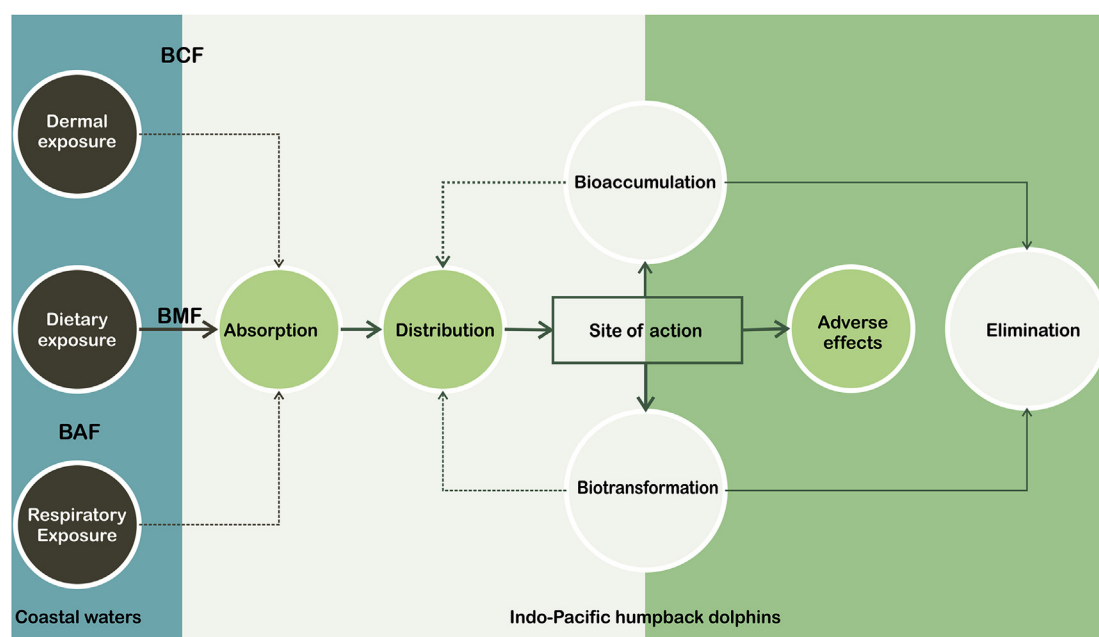 BCF
Dermal
exposure
Bioaccumulation
Dietary
exposure
BMF
Absorption
Distribution
Site of action
Adverse
effects
Elimination
BAF
Respiratory
Exposure
Biotransformation
Coastal waters
Indo-Pacific humpback dolphins